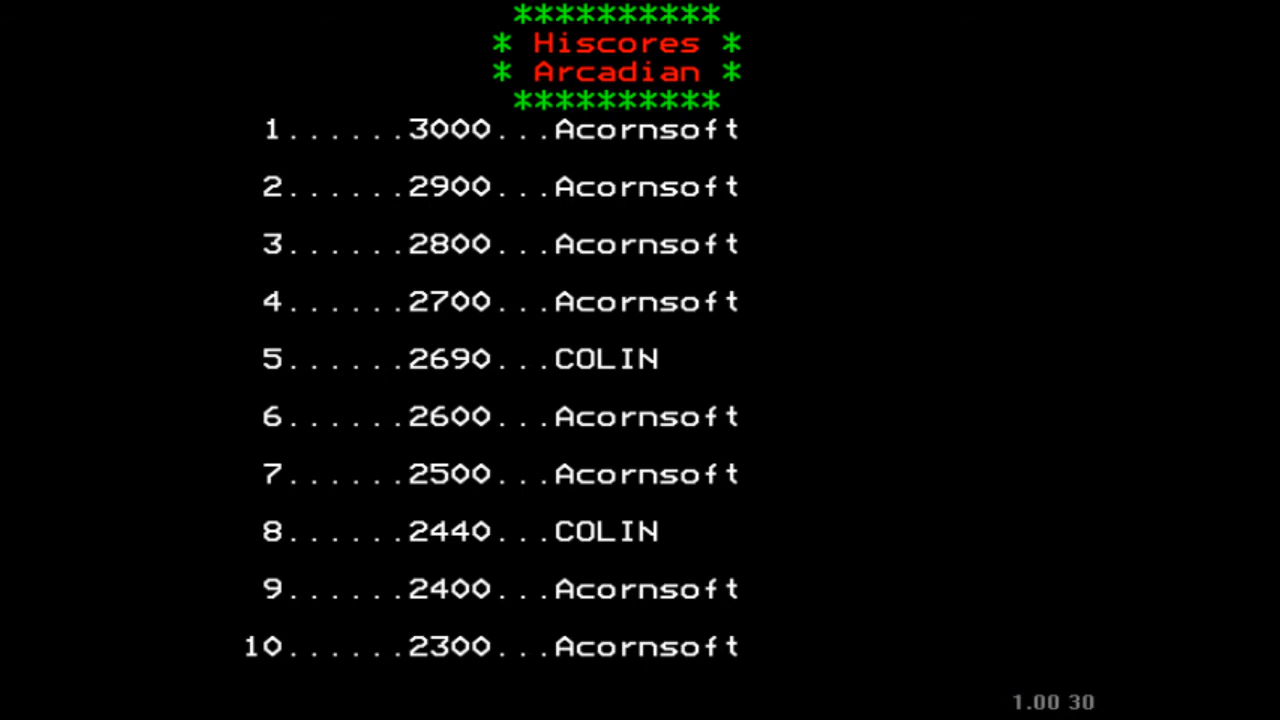 **********
* Hiscores *
* Arcadian *
**********
1......3000...Acornsoft
2......2900...Acornsoft
3......2800...Acornsoft
4......2700...Acornsoft
5......2690...COLIN
6......2600...Acornsoft
7......2500...Acornsoft
8......2440...COLIN
9......2400...Acornsoft
10......2300...Acornsoft
1.00 30